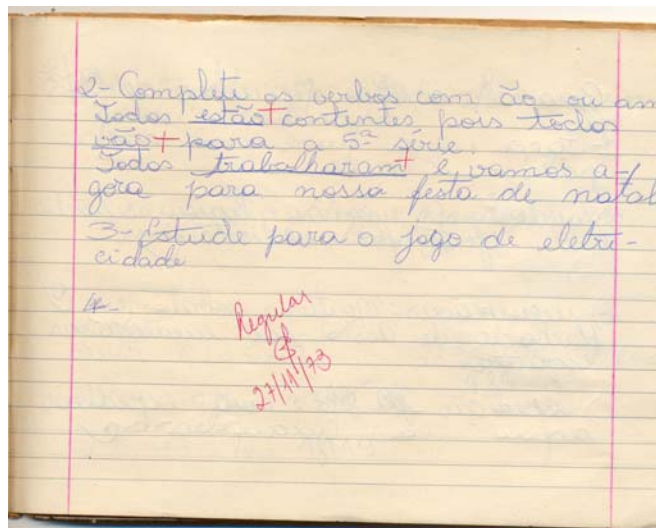 2- Complete os verbos com ão ou am
Todos estão+ contentes pois todos
vão+ para a 5ª série.
Todos trabalharam+ e vamos a-
gora para nossa festa de natal
3- Estude para o jogo de eletri-
cidade
4-
Regular
27/11/73